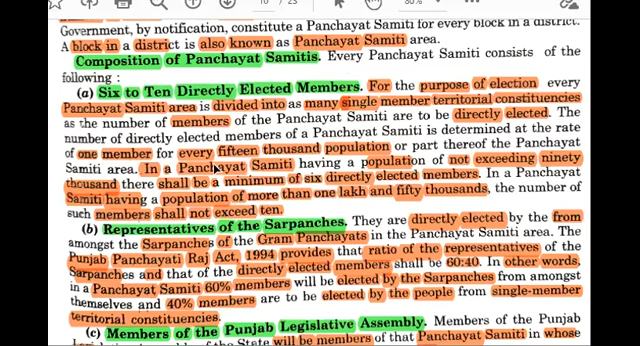 10 / 23
80%
Government, by notification, constitute a Panchayat Samiti for every block in a district.
A block in a district is also known as Panchayat Samiti area.
Composition of Panchayat Samitis. Every Panchayat Samiti consists of the
following :
(a) Six to Ten Directly Elected Members. For the purpose of election every
Panchayat Samiti area is divided into as many single member territorial constituencies
as the number of members of the Panchayat Samiti are to be directly elected. The
number of directly elected members of a Panchayat Samiti is determined at the rate
of one member for every fifteen thousand population or part thereof the Panchayat
Samiti area. In a Panchayat Samiti having a population of not exceeding ninety
thousand there shall be a minimum of six directly elected members. In a Panchayat
Samiti having a population of more than one lakh and fifty thousands, the number of
such members shall not exceed ten.
(b) Representatives of the Sarpanches. They are directly elected by the from
amongst the Sarpanches of the Gram Panchayats in the Panchayat Samiti area. The
Punjab Panchayati Raj Act, 1994 provides that ratio of the representatives of the
Sarpanches and that of the directly elected members shall be 60:40. In other words,
in a Panchayat Samiti 60% members will be elected by the Sarpanches from amongst
themselves and 40% members are to be elected by the people from single-member
territorial constituencies.
(c) Members of the Punjab Legislative Assembly. Members of the Punjab
of the State will be members of that Panchayat Samiti in whose